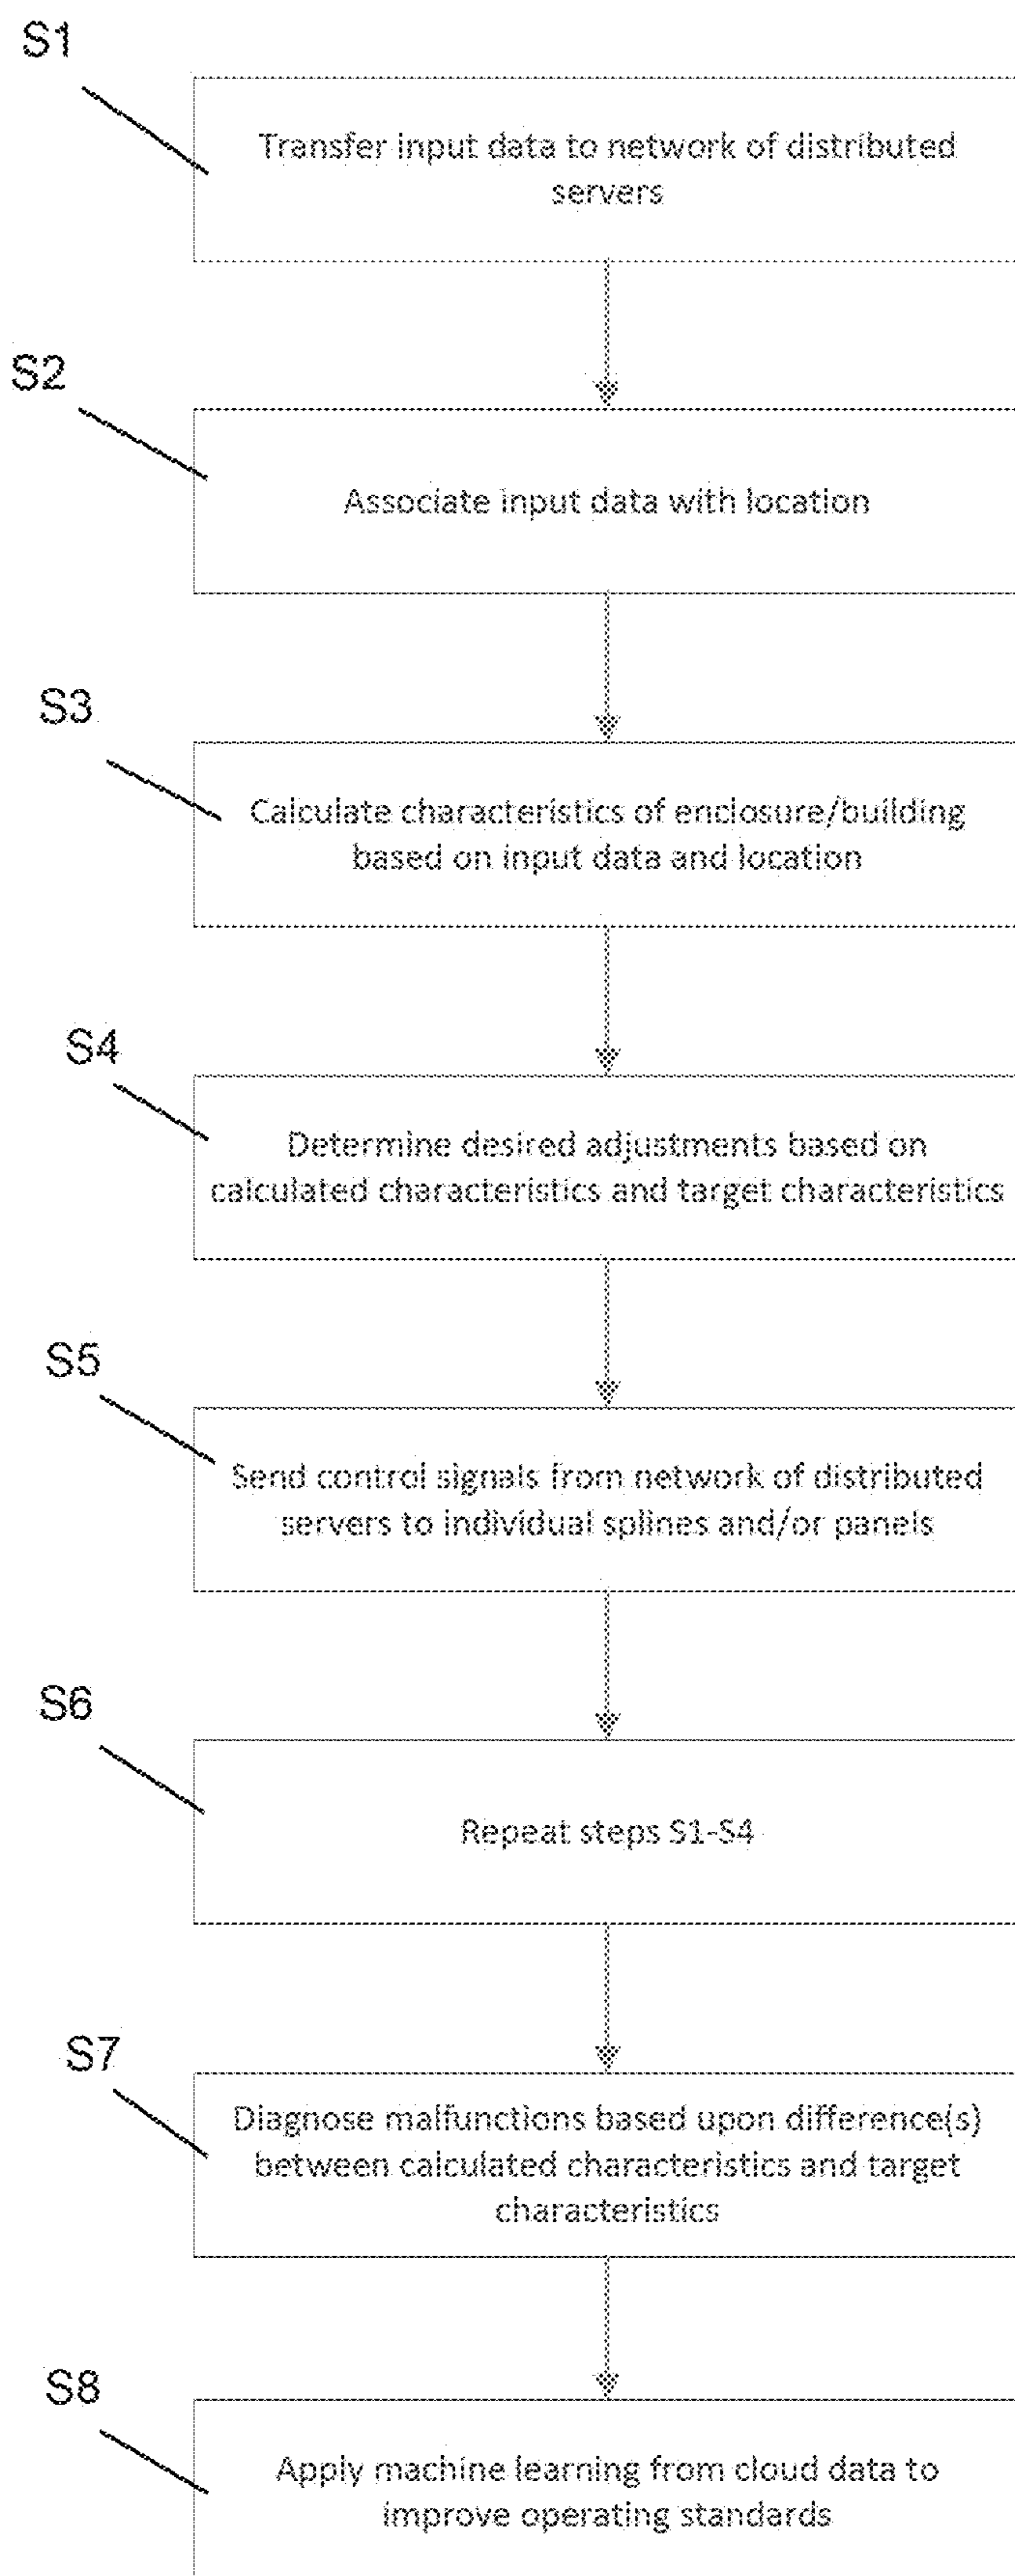 S1
Transfer input data to network of distributed
servers
S2
Associate input data with location
S3
Calculate characteristics of enclosure/building
based on input data and location
S4
Determine desired adjustments based on
calculated characteristics and target characteristics
S5
Send control signals from network of distributed
servers to individual splines and/or panels
S6
Repeat steps S1-S4
S7
Diagnose malfunctions based upon difference(s)
between calculated characteristics and target
characteristics
S8
Apply machine learning from cloud data to
improve operating standards